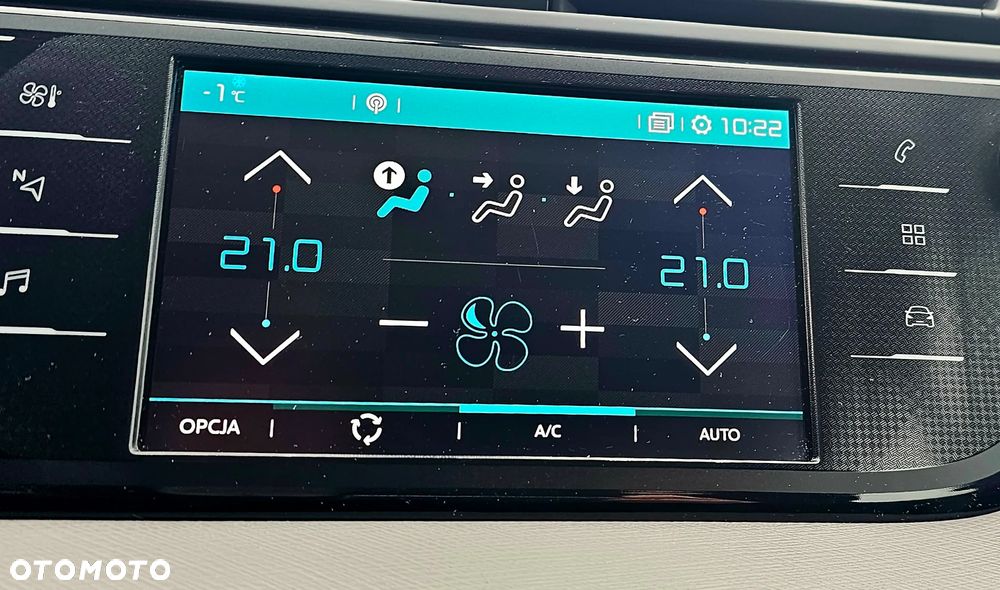 -1 °C
10:22
N
21.0
21.0
OPCJA
A/C
AUTO
OTOMOTO